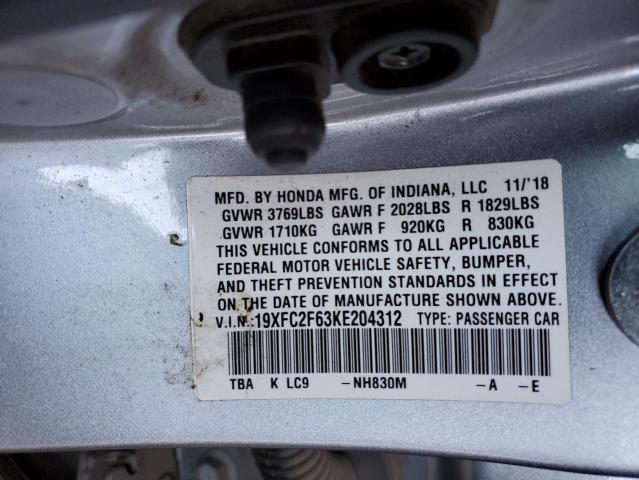 MFD. BY HONDA MFG. OF INDIANA, LLC 11/'18
GVWR 3769LBS GAWR F 2028LBS R 1829LBS
GVWR 1710KG GAWR F 920KG R 830KG
THIS VEHICLE CONFORMS TO ALL APPLICABLE
FEDERAL MOTOR VEHICLE SAFETY, BUMPER,
AND THEFT PREVENTION STANDARDS IN EFFECT
ON THE DATE OF MANUFACTURE SHOWN ABOVE.
V.I.N.:19XFC2F63KE204312 TYPE: PASSENGER CAR
TBA K LC9 -NH830M -A -E